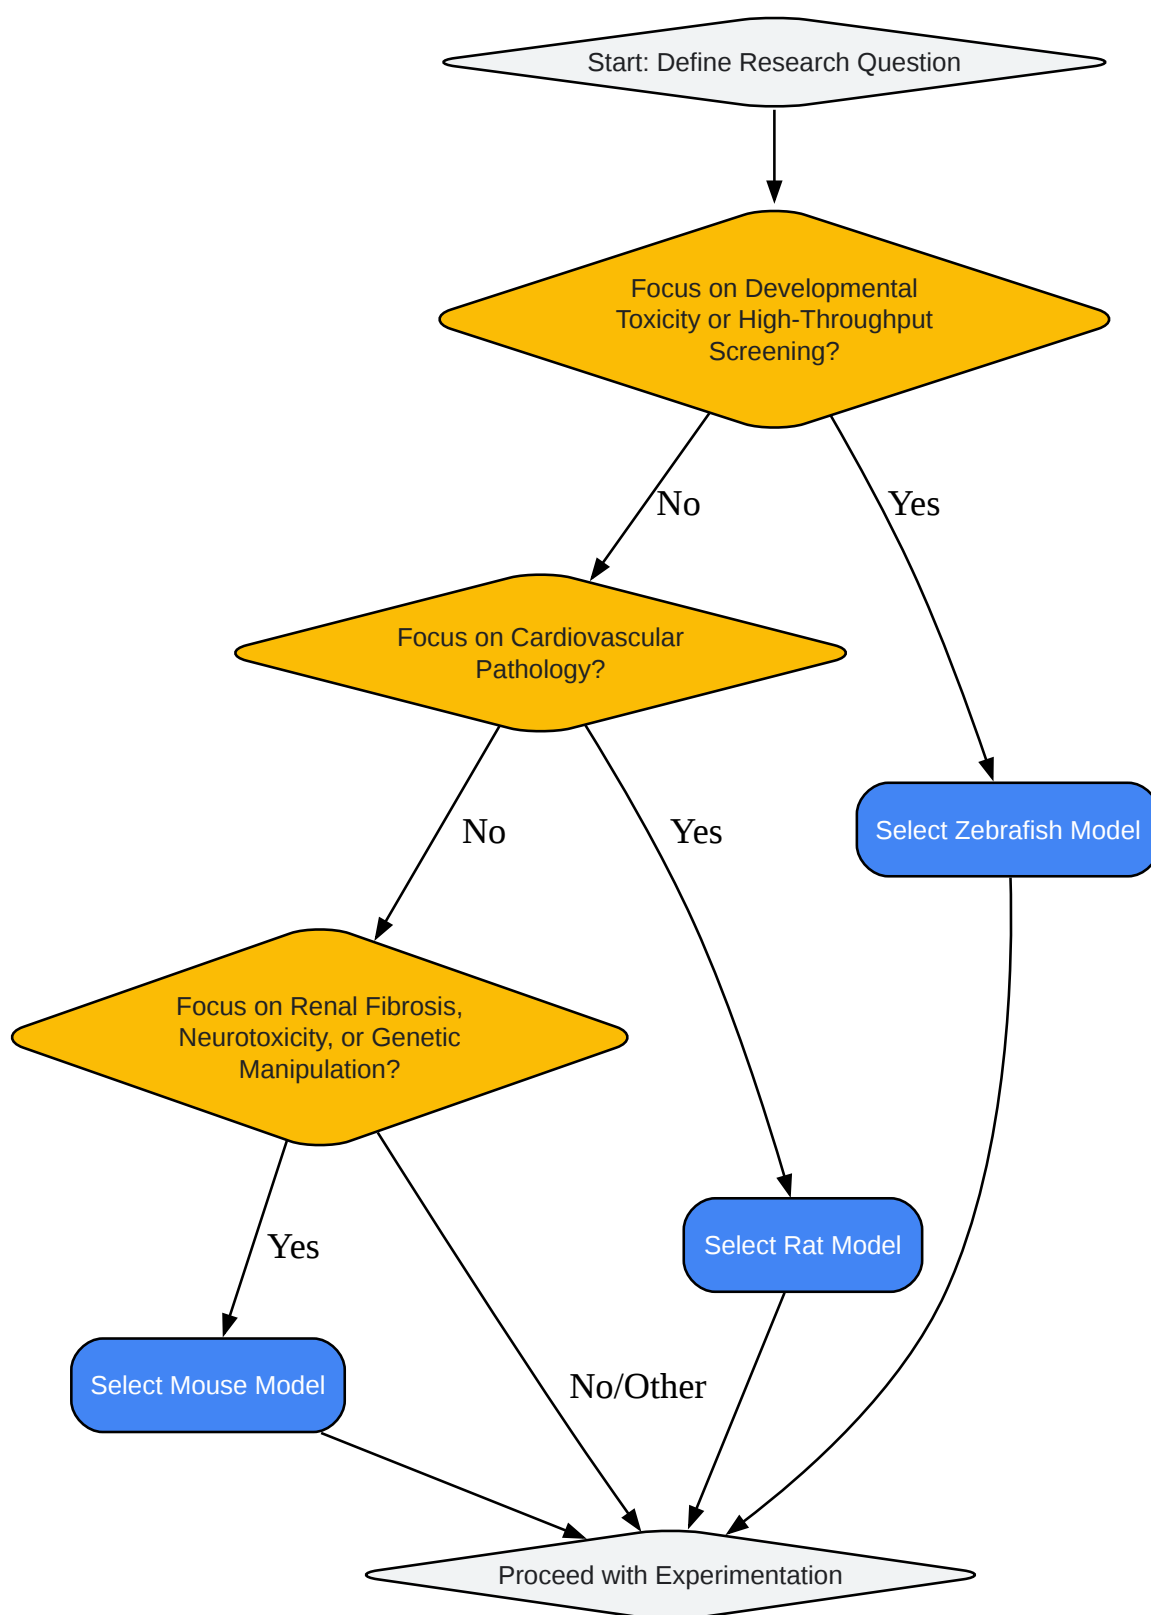 Start: Define Research Question
Focus on Developmental
Toxicity or High-Throughput
Screening?
No
Yes
Focus on Cardiovascular
Pathology?
No
Yes
Select Zebrafish Model
Focus on Renal Fibrosis,
Neurotoxicity, or Genetic
Manipulation?
Yes
Select Rat Model
Select Mouse Model
No/Other
Proceed with Experimentation